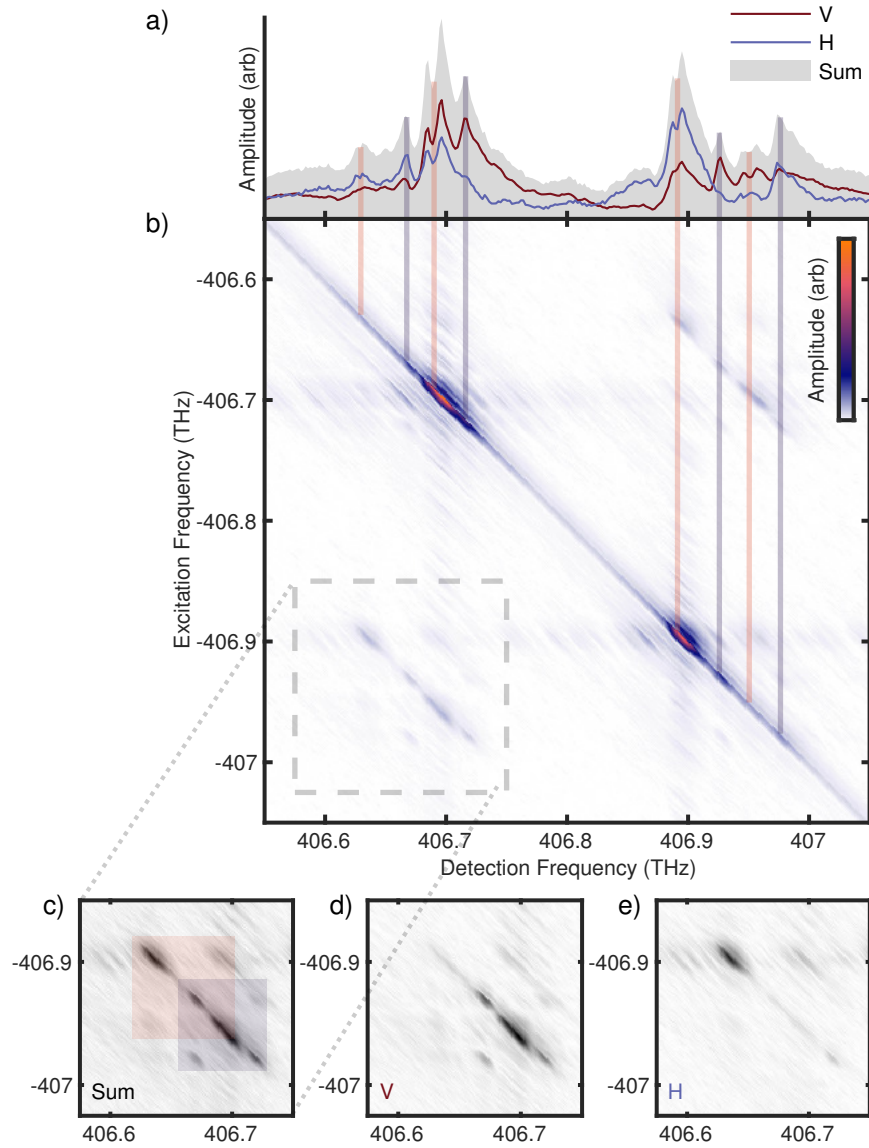 a)
V
H
Sum
Amplitude (arb)
b)
Amplitude (arb)
-406.6
-406.7
-406.8
-406.9
-407
Excitation Frequency (THz)
406.6 406.7 406.8 406.9 407
Detection Frequency (THz)
c) d) e)
-406.9 -406.9 -406.9
-407 -407 -407
Sum V H
406.6 406.7 406.6 406.7 406.6 406.7